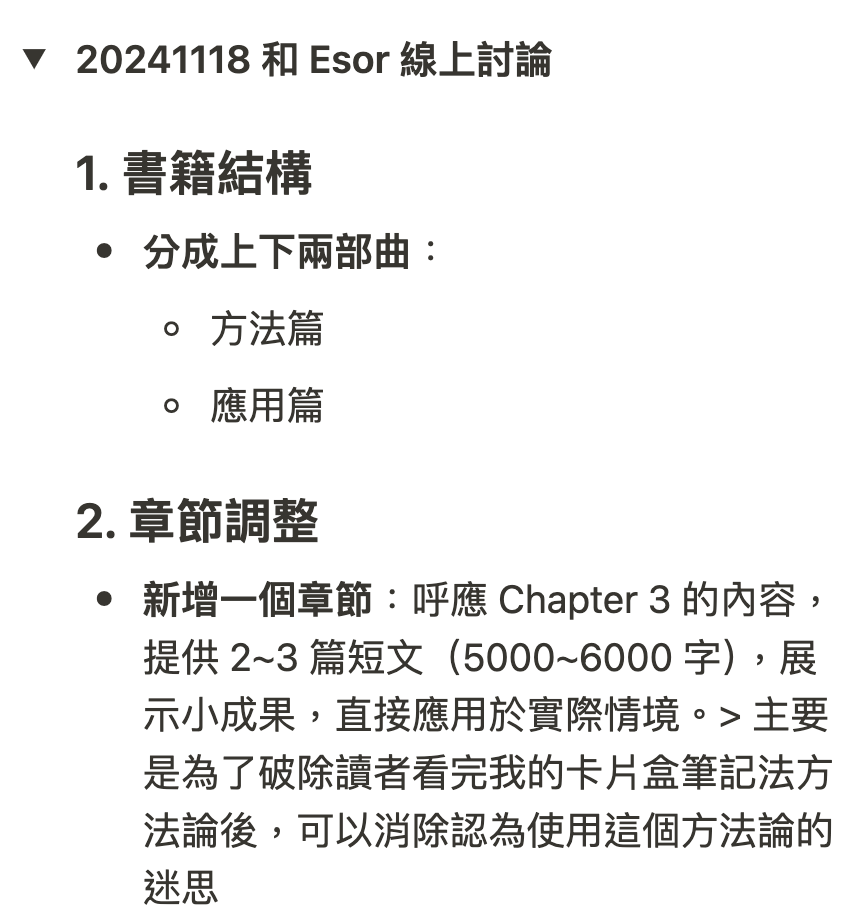 20241118 和 Esor 線上討論
1. 書籍結構
分成上下兩部曲：
方法篇
應用篇
2. 章節調整
新增一個章節：呼應 Chapter 3 的內容，
提供 2~3 篇短文（5000~6000 字），展
示小成果，直接應用於實際情境。> 主要
是為了破除讀者看完我的卡片盒筆記法方
法論後，可以消除認為使用這個方法論的
迷思